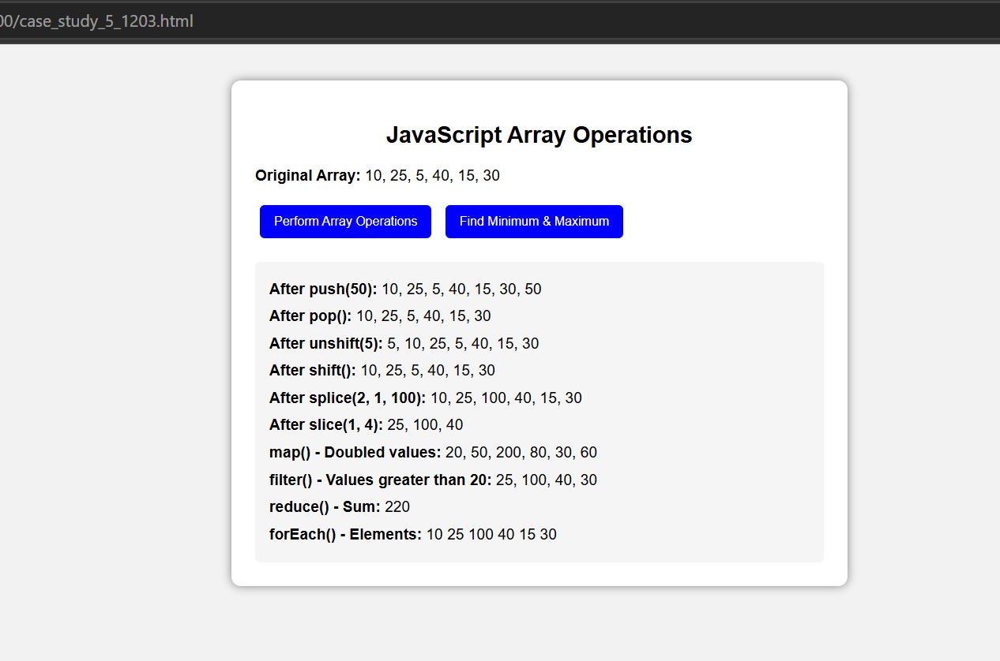 00/case_study_5_1203.html
JavaScript Array Operations
Original Array: 10, 25, 5, 40, 15, 30
Perform Array Operations Find Minimum & Maximum
After push(50): 10, 25, 5, 40, 15, 30, 50
After pop(): 10, 25, 5, 40, 15, 30
After unshift(5): 5, 10, 25, 5, 40, 15, 30
After shift(): 10, 25, 5, 40, 15, 30
After splice(2, 1, 100): 10, 25, 100, 40, 15, 30
After slice(1, 4): 25, 100, 40
map() - Doubled values: 20, 50, 200, 80, 30, 60
filter() - Values greater than 20: 25, 100, 40, 30
reduce() - Sum: 220
forEach() - Elements: 10 25 100 40 15 30